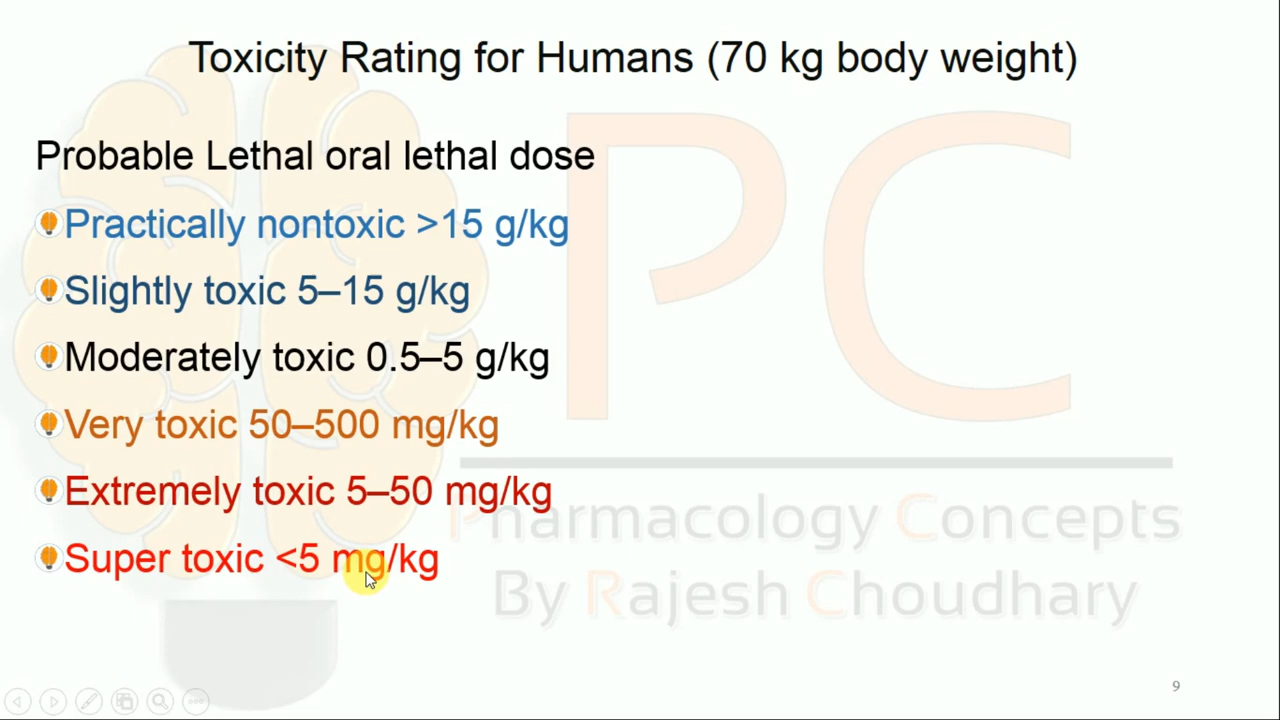 Toxicity Rating for Humans (70 kg body weight)
Probable Lethal oral lethal dose
Practically nontoxic >15 g/kg
Slightly toxic 5–15 g/kg
Moderately toxic 0.5–5 g/kg
Very toxic 50–500 mg/kg
Extremely toxic 5–50 mg/kg
Super toxic <5 mg/kg
PC
Pharmacology Concepts
By Rajesh Choudhary
9